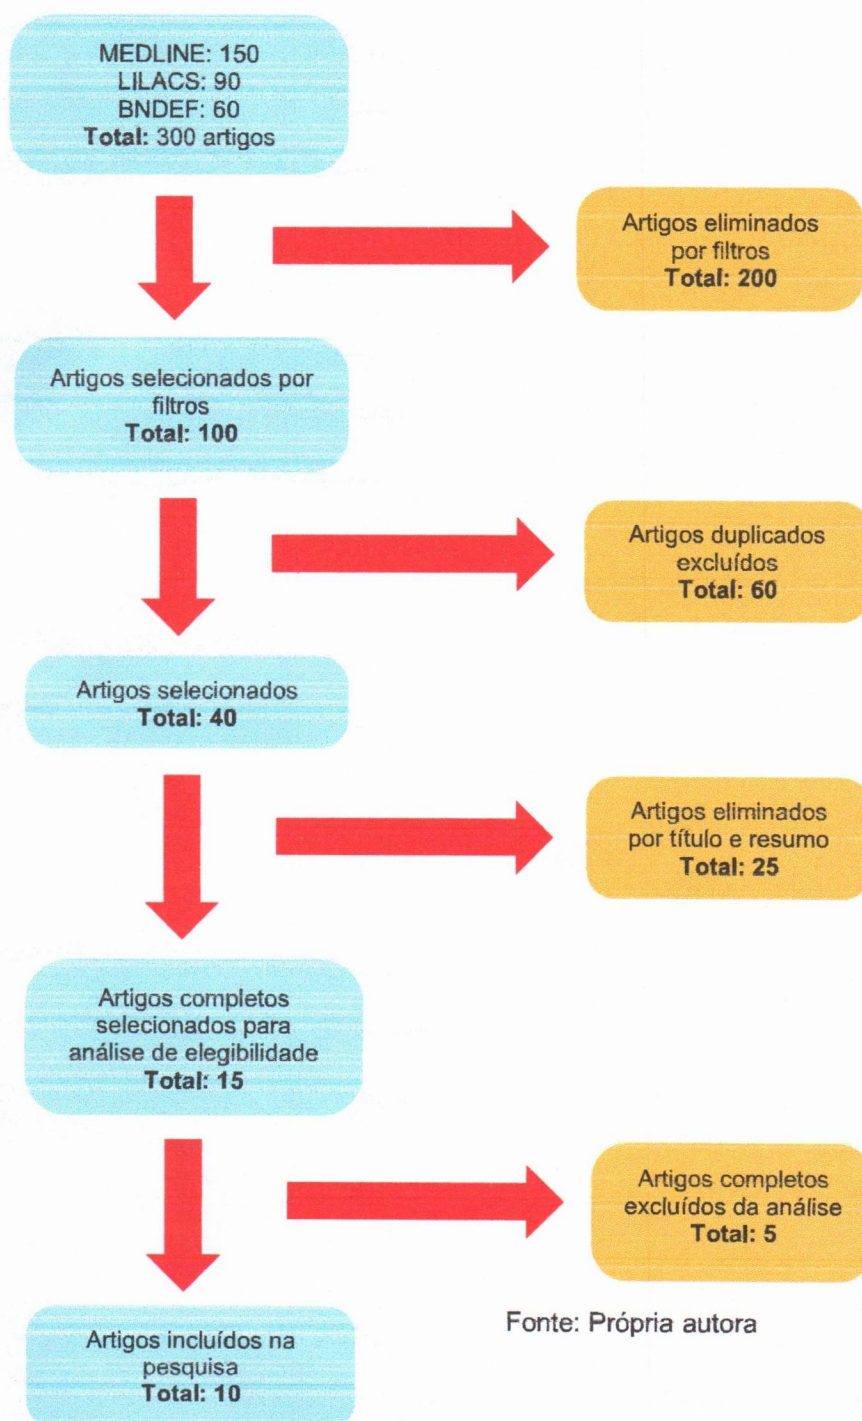 MEDLINE: 150
LILACS: 90
BNDEF: 60
Total: 300 artigos
Artigos eliminados
por filtros
Total: 200
Artigos selecionados por
filtros
Total: 100
Artigos duplicados
excluídos
Total: 60
Artigos selecionados
Total: 40
Artigos eliminados
por título e resumo
Total: 25
Artigos completos
selecionados para
análise de elegibilidade
Total: 15
Artigos completos
excluídos da análise
Total: 5
Fonte: Própria autora
Artigos incluídos na
pesquisa
Total: 10